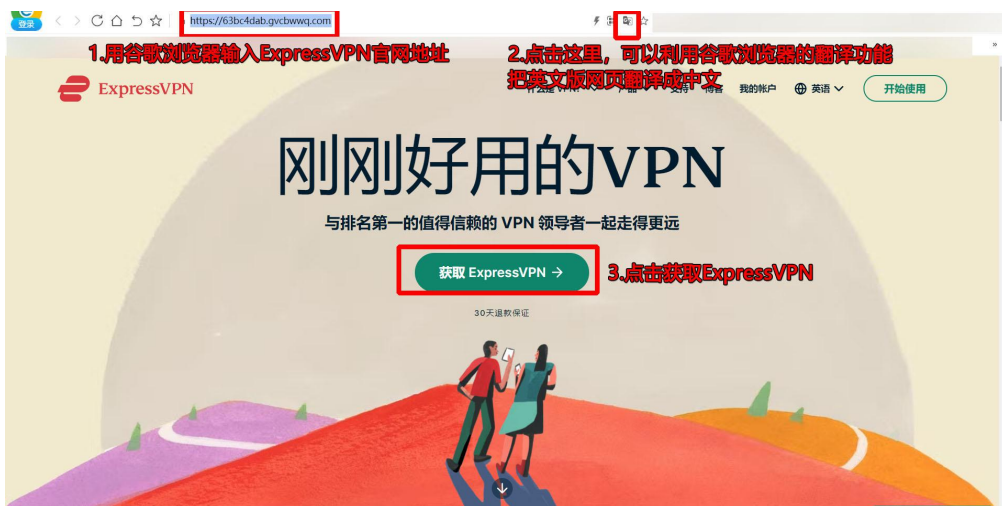 登录
https://63bc4dab.gvcbwwq.com
1.用谷歌浏览器输入ExpressVPN官网地址
2.点击这里，可以利用谷歌浏览器的翻译功能
把英文版网页翻译成中文
ExpressVPN
我的帐户
英语
开始使用
刚刚好用的VPN
与排名第一的值得信赖的 VPN 领导者一起走得更远
获取 ExpressVPN →
3.点击获取ExpressVPN
30天退款保证